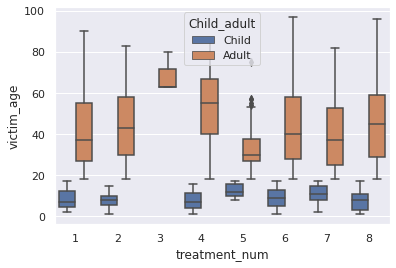 100
80
60
40
20
0
victim_age
Child_adult
Child
Adult
1 2 3 4 5 6 7 8
treatment_num